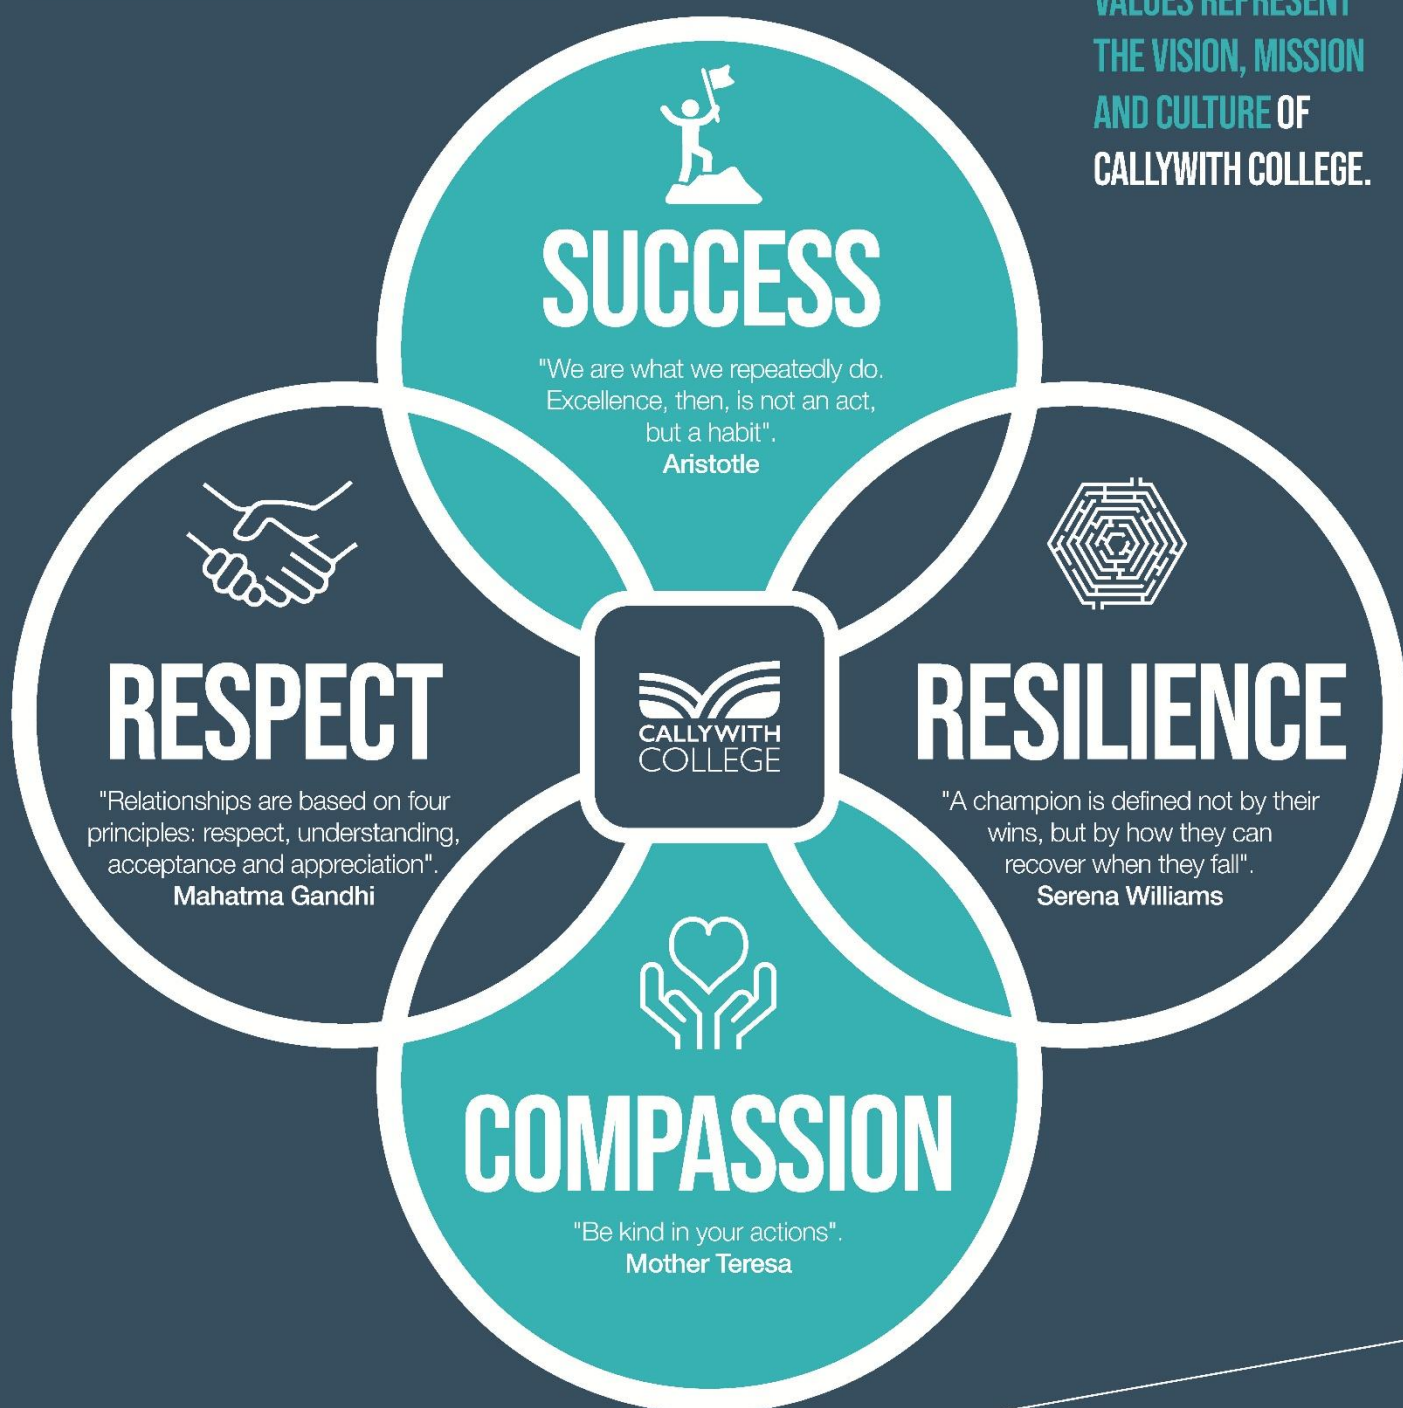 VALUES REPRESENT
THE VISION, MISSION
AND CULTURE OF
CALLYWITH COLLEGE.
SUCCESS
"We are what we repeatedly do.
Excellence, then, is not an act,
but a habit".
Aristotle
RESPECT
"Relationships are based on four
principles: respect, understanding,
acceptance and appreciation".
Mahatma Gandhi
CALLYWITH
COLLEGE
RESILIENCE
"A champion is defined not by their
wins, but by how they can
recover when they fall".
Serena Williams
COMPASSION
"Be kind in your actions".
Mother Teresa